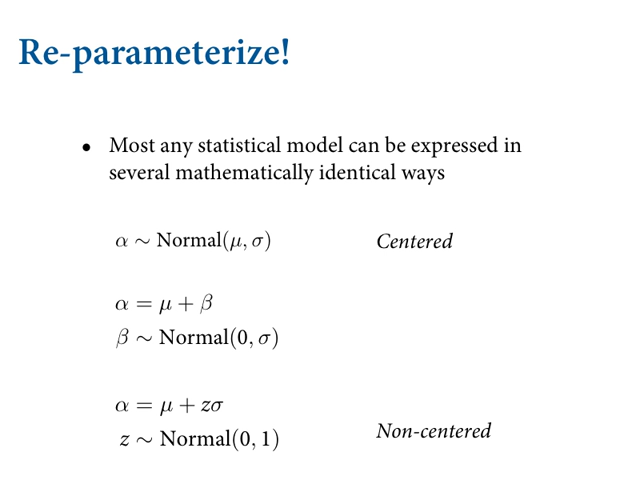 Re-parameterize!
• Most any statistical model can be expressed in
several mathematically identical ways
α ∼ Normal(μ, σ) Centered
α = μ + β
β ∼ Normal(0, σ)
α = μ + zσ
z ∼ Normal(0, 1) Non-centered